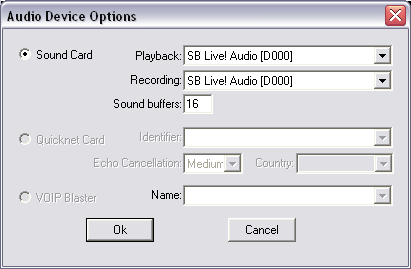 Audio Device Options
Sound Card
Playback: SB Live! Audio [D000]
Recording: SB Live! Audio [D000]
Sound buffers: 16
Quicknet Card
Identifier:
Echo Cancellation: Medium Country:
VOIP Blaster
Name:
Ok Cancel